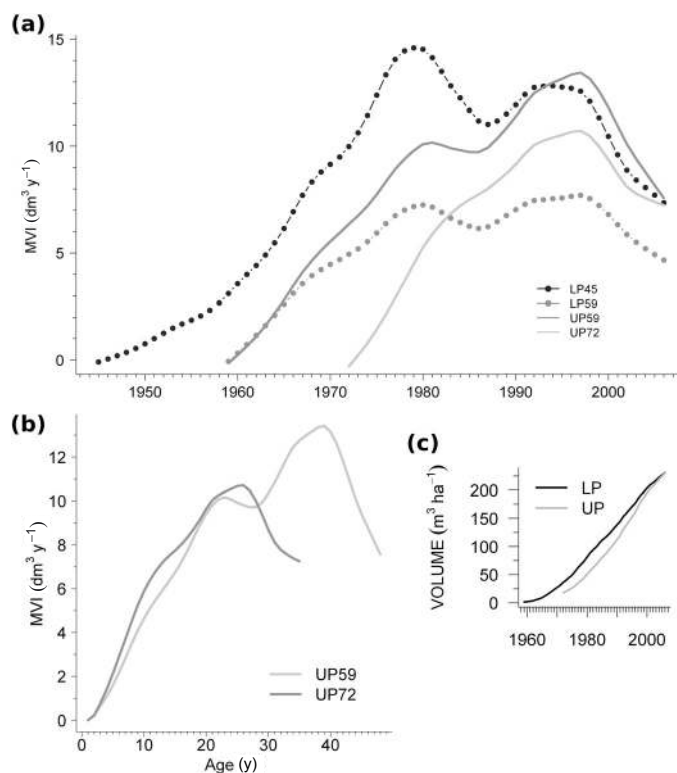 (a)
15
10
5
0
MVI (dm³ y⁻¹)
LP45
LP59
UP59
UP72
1950 1960 1970 1980 1990 2000
(b)
12
10
8
6
4
2
0
MVI (dm³ y⁻¹)
UP59
UP72
0 10 20 30 40
Age (y)
(c)
VOLUME (m³ ha⁻¹)
200
150
100
50
0
LP
UP
1960 1980 2000